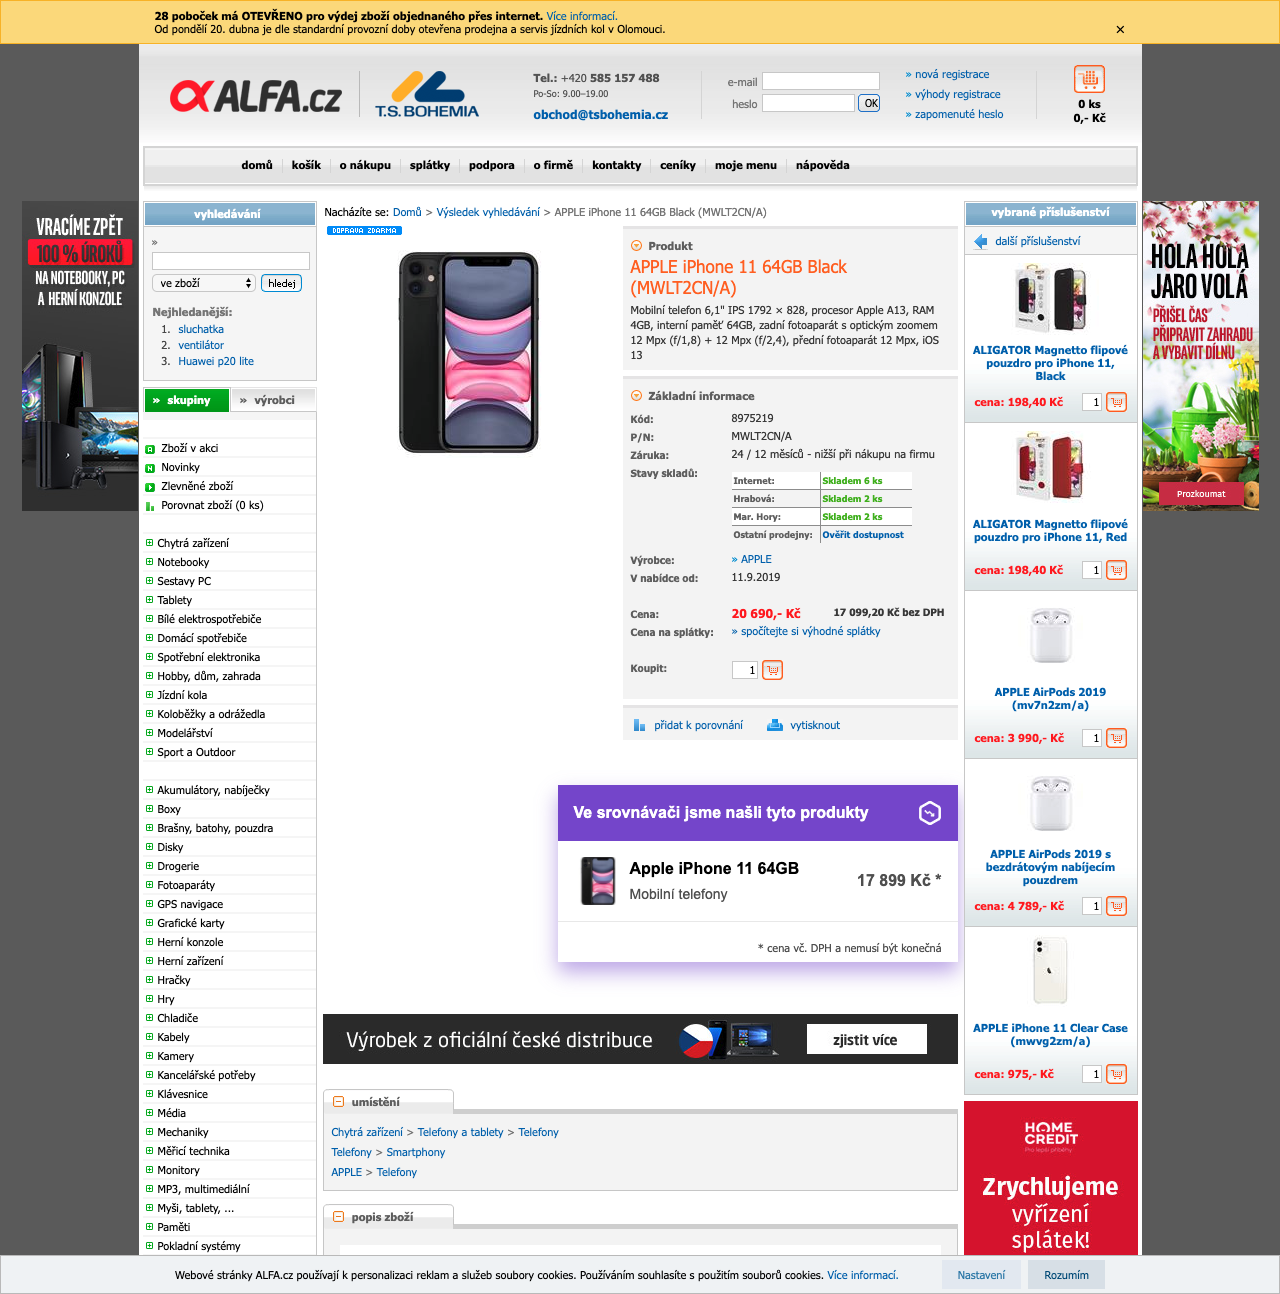 28 poboček má OTEVŘENO pro výdej zboží objednaného přes internet. Více informací.
Od pondělí 20. dubna je dle standardní provozní doby otevřena prodejna a servis jízdních kol v Olomouci.
×
ALFA.cz
T.S.BOHEMIA
Tel.: +420 585 157 488
Po-So: 9.00–19.00
obchod@tsbohemia.cz
e-mail
heslo
OK
» nová registrace
» výhody registrace
» zapomenuté heslo
0 ks
0,- Kč
domů
košík
o nákupu
splátky
podpora
o firmě
kontakty
ceníky
moje menu
nápověda
VRACÍME ZPĚT
100 % ÚROKŮ
NA NOTEBOOKY, PC
A HERNÍ KONZOLE
vyhledávání
»
ve zboží
hledej
Nejhledanější:
1. sluchatka
2. ventilátor
3. Huawei p20 lite
» skupiny
» výrobci
Zboží v akci
Novinky
Zlevněné zboží
Porovnat zboží (0 ks)
Chytrá zařízení
Notebooky
Sestavy PC
Tablety
Bílé elektrospotřebiče
Domácí spotřebiče
Spotřební elektronika
Hobby, dům, zahrada
Jízdní kola
Koloběžky a odrážedla
Modelářství
Sport a Outdoor
Akumulátory, nabíječky
Boxy
Brašny, batohy, pouzdra
Disky
Drogerie
Fotoaparáty
GPS navigace
Grafické karty
Herní konzole
Herní zařízení
Hračky
Hry
Chladiče
Kabely
Kamery
Kancelářské potřeby
Klávesnice
Média
Mechaniky
Měřicí technika
Monitory
MP3, multimediální
Myši, tablety, ...
Paměti
Pokladní systémy
Nacházíte se: Domů > Výsledek vyhledávání > APPLE iPhone 11 64GB Black (MWLT2CN/A)
DOPRAVA ZDARMA
Produkt
APPLE iPhone 11 64GB Black
(MWLT2CN/A)
Mobilní telefon 6,1" IPS 1792 × 828, procesor Apple A13, RAM
4GB, interní paměť 64GB, zadní fotoaparát s optickým zoomem
12 Mpx (f/1,8) + 12 Mpx (f/2,4), přední fotoaparát 12 Mpx, iOS
13
Základní informace
Kód: 8975219
P/N: MWLT2CN/A
Záruka: 24 / 12 měsíců - nižší při nákupu na firmu
Stavy skladů:
Internet: Skladem 6 ks
Hrabová: Skladem 2 ks
Mar. Hory: Skladem 2 ks
Ostatní prodejny: Ověřit dostupnost
Výrobce: » APPLE
V nabídce od: 11.9.2019
Cena: 20 690,- Kč 17 099,20 Kč bez DPH
Cena na splátky: » spočítejte si výhodné splátky
Koupit: 1
přidat k porovnání
vytisknout
Ve srovnávači jsme našli tyto produkty
Apple iPhone 11 64GB
Mobilní telefony
17 899 Kč *
* cena vč. DPH a nemusí být konečná
Výrobek z oficiální české distribuce
zjistit více
umístění
Chytrá zařízení > Telefony a tablety > Telefony
Telefony > Smartphony
APPLE > Telefony
popis zboží
vybrané příslušenství
další příslušenství
ALIGATOR Magnetto flipové
pouzdro pro iPhone 11,
Black
cena: 198,40 Kč 1
ALIGATOR Magnetto flipové
pouzdro pro iPhone 11, Red
cena: 198,40 Kč 1
APPLE AirPods 2019
(mv7n2zm/a)
cena: 3 990,- Kč 1
APPLE AirPods 2019 s
bezdrátovým nabíjecím
pouzdrem
cena: 4 789,- Kč 1
APPLE iPhone 11 Clear Case
(mwvg2zm/a)
cena: 975,- Kč 1
HOME
CREDIT
Pro lepší příběhy
Zrychlujeme
vyřízení
splátek!
HOLA HOLA
JARO VOLÁ
PŘIŠEL ČAS
PŘIPRAVIT ZAHRADU
A VYBAVIT DÍLNU
Prozkoumat
Webové stránky ALFA.cz používají k personalizaci reklam a služeb soubory cookies. Používáním souhlasíte s použitím souborů cookies. Více informací.
Nastavení
Rozumím